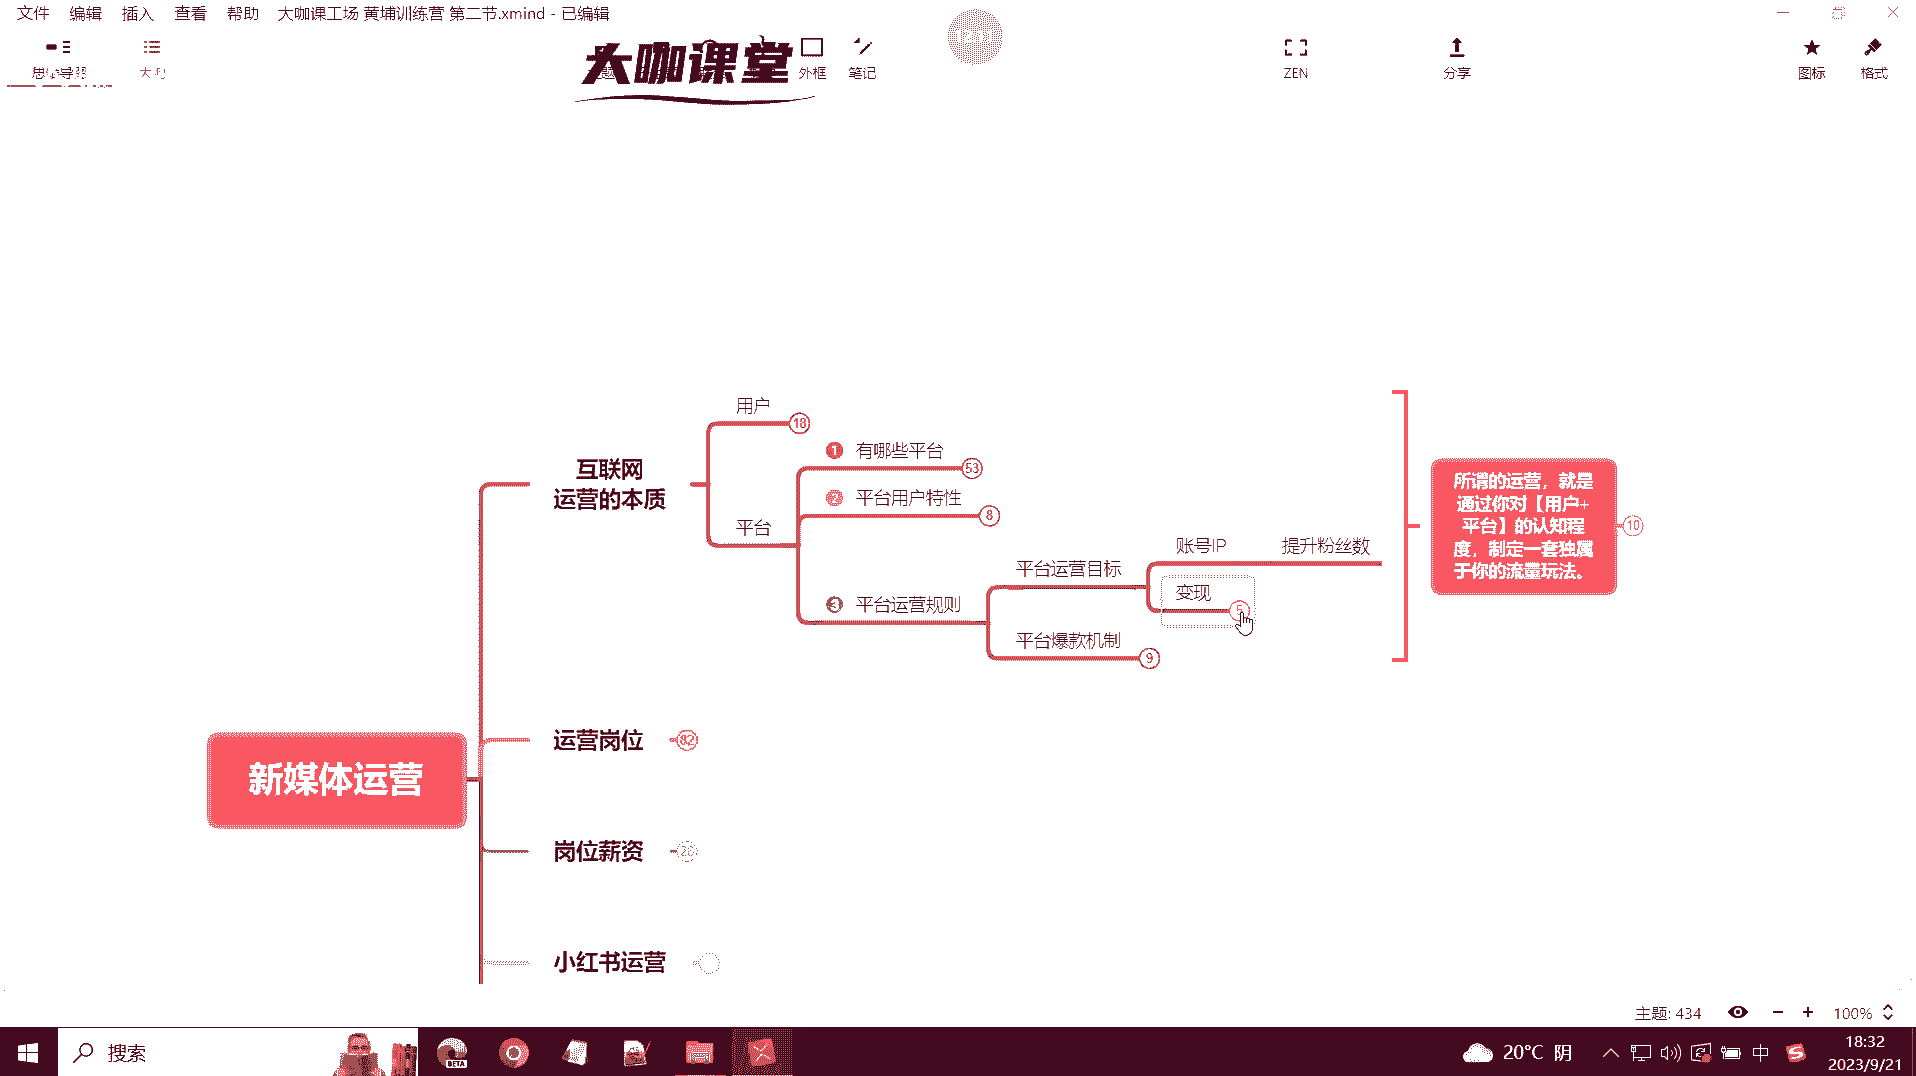 文件 编辑 插入 查看 帮助 大咖课工场 黄埔训练营 第二节.xmind - 已编辑
大咖课堂
外框 笔记 ZEN 分享 图标 格式
用户
18
1 有哪些平台
53
互联网
运营的本质
2 平台用户特性
8
平台
账号IP 提升粉丝数
平台运营目标
变现
3 平台运营规则
平台爆款机制
9
所谓的运营，就是
通过你对【用户+
平台】的认知程
度，制定一套独属
于你的流量玩法。
10
运营岗位
82
新媒体运营
岗位薪资
小红书运营
主题: 434 100%
搜索
BETA
20°C 阴
中
18:32
2023/9/21